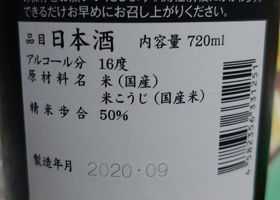 できるだけお早めにお召し上がりください。
品目 日本酒 内容量 720ml
アルコール分 16度
原材料名 米(国産)
米こうじ(国産米)
精米歩合 50%
製造年月 2020.09
4582356331251